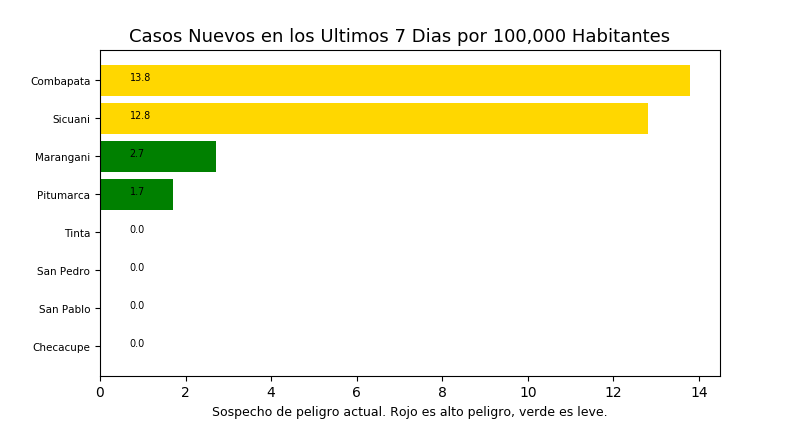 Casos Nuevos en los Ultimos 7 Dias por 100,000 Habitantes
Combapata 13.8
Sicuani 12.8
Marangani 2.7
Pitumarca 1.7
Tinta 0.0
San Pedro 0.0
San Pablo 0.0
Checacupe 0.0
0 2 4 6 8 10 12 14
Sospecho de peligro actual. Rojo es alto peligro, verde es leve.